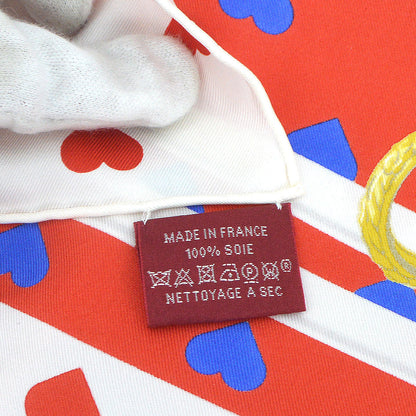 MADE IN FRANCE
100% SOIE
P ®
NETTOYAGE A SEC